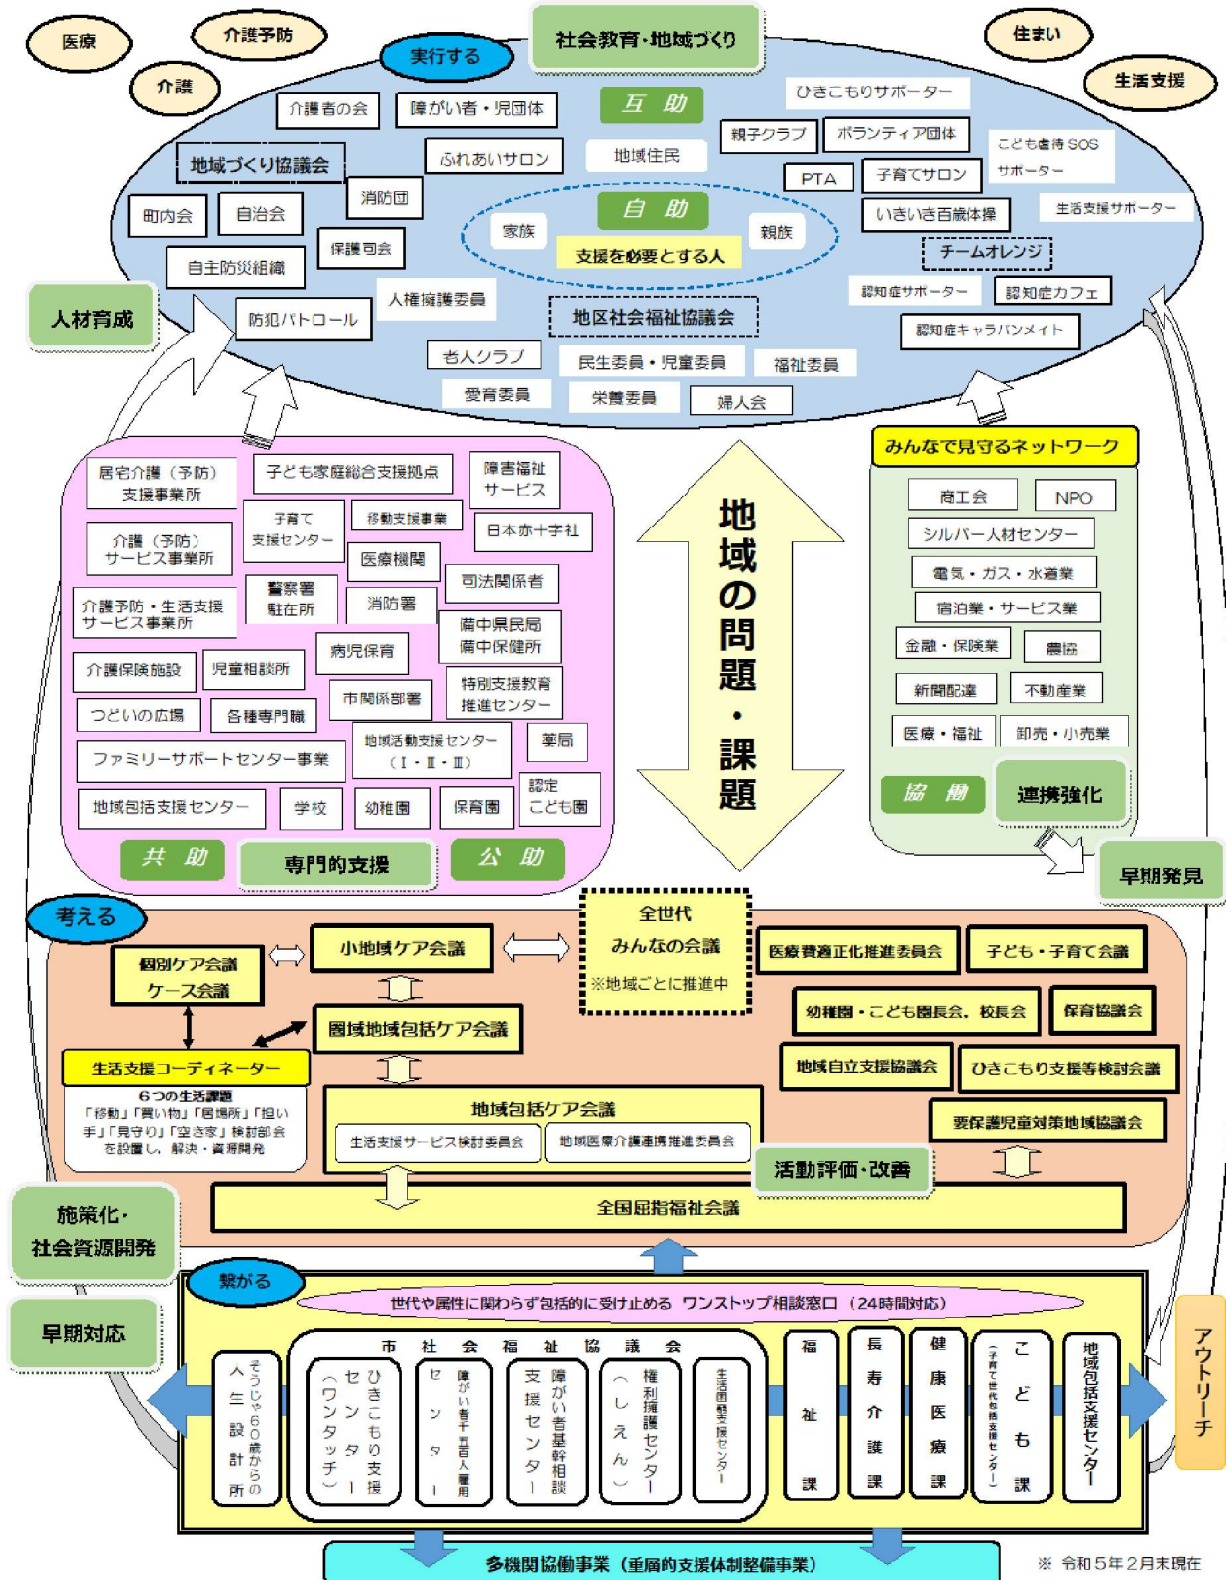 医療
介護予防
介護
実行する
社会教育・地域づくり
住まい
生活支援
介護者の会
障がい者・児団体
互 助
ひきこもりサポーター
親子クラブ
ボランティア団体
地域づくり協議会
ふれあいサロン
地域住民
こども虐待 SOS
サポーター
PTA
子育てサロン
消防団
町内会
自治会
自 助
家族
親族
いきいき百歳体操
生活支援サポーター
保護司会
支援を必要とする人
チームオレンジ
自主防災組織
人権擁護委員
認知症サポーター
認知症カフェ
人材育成
防犯パトロール
地区社会福祉協議会
認知症キャラバンメイト
老人クラブ
民生委員・児童委員
福祉委員
愛育委員
栄養委員
婦人会
居宅介護（予防）
支援事業所
子ども家庭総合支援拠点
障害福祉
サービス
子育て
支援センター
移動支援事業
日本赤十字社
介護（予防）
サービス事業所
医療機関
警察署
駐在所
消防署
司法関係者
介護予防・生活支援
サービス事業所
備中県民局
備中保健所
病児保育
介護保険施設
児童相談所
市関係部署
特別支援教育
推進センター
つどいの広場
各種専門職
ファミリーサポートセンター事業
地域活動支援センター
（Ⅰ・Ⅱ・Ⅲ）
薬局
地域包括支援センター
学校
幼稚園
保育園
認定
こども園
共 助
専門的支援
公 助
地域の問題・課題
みんなで見守るネットワーク
商工会
NPO
シルバー人材センター
電気・ガス・水道業
宿泊業・サービス業
金融・保険業
農協
新聞配達
不動産業
医療・福祉
卸売・小売業
協 働
連携強化
早期発見
考える
全世代
みんなの会議
※地域ごとに推進中
小地域ケア会議
個別ケア会議
ケース会議
医療費適正化推進委員会
子ども・子育て会議
圏域地域包括ケア会議
幼稚園・こども園長会，校長会
保育協議会
生活支援コーディネーター
6つの生活課題
「移動」「買い物」「居場所」「担い
手」「見守り」「空き家」検討部会
を設置し，解決・資源開発
地域自立支援協議会
ひきこもり支援等検討会議
地域包括ケア会議
生活支援サービス検討委員会
地域医療介護連携推進委員会
要保護児童対策地域協議会
活動評価・改善
全国屈指福祉会議
施策化・
社会資源開発
早期対応
繋がる
世代や属性に関わらず包括的に受け止める ワンストップ相談窓口 （24時間対応）
アウトリーチ
そうじゃ60歳からの
人生設計所
市社会福祉協議会
ひきこもり支援
センター
（ワンタッチ）
障がい者千五百人雇用
センター
障がい者基幹相談
支援センター
権利擁護センター
（しえん）
生活困窮支援センター
福祉課
長寿介護課
健康医療課
こども課
（子育て世代包括支援センター）
地域包括支援センター
多機関協働事業（重層的支援体制整備事業）
※ 令和5年2月末現在